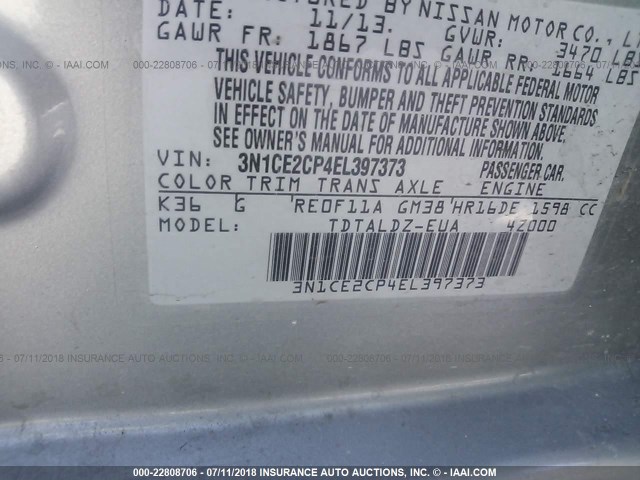 BY NISSAN MOTOR CO.,
DATE: 11/13. GVWR: 3470 LBS
GAWR FR: 1867 LBS GAWR RR: 1664 LBS
THIS VEHICLE CONFORMS TO ALL APPLICABLE FEDERAL MOTOR
VEHICLE SAFETY, BUMPER AND THEFT PREVENTION STANDARDS
IN EFFECT ON THE DATE OF MANUFACTURE SHOWN ABOVE.
SEE OWNER'S MANUAL FOR ADDITIONAL INFORMATION.
VIN: 3N1CE2CP4EL397373 PASSENGER CAR.
COLOR TRIM TRANS AXLE ENGINE
K36 G 'RE0F11A GM38'HR16DE 1598 CC
MODEL: TDTALDZ-EUA 42000
3N1CE2CP4EL397373
000-22808706 - 07/11/2018 INSURANCE AUTO AUCTIONS - © - IAAI.COM